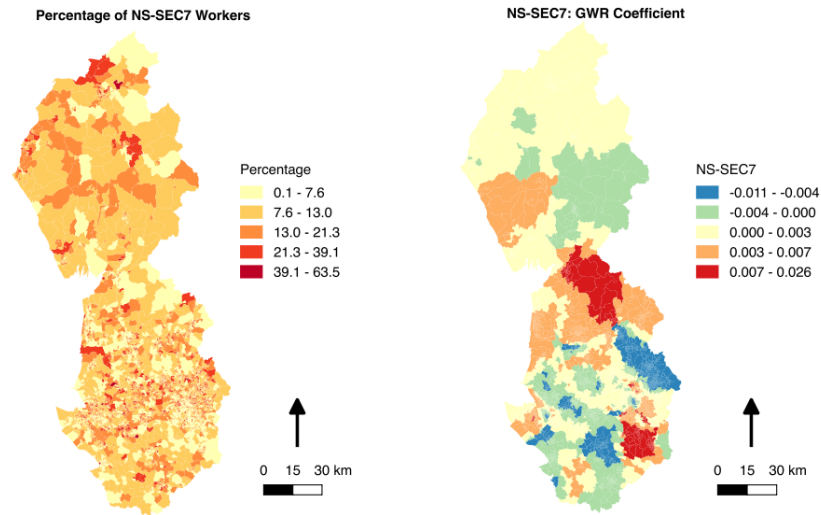 Percentage of NS-SEC7 Workers
Percentage
0.1 - 7.6
7.6 - 13.0
13.0 - 21.3
21.3 - 39.1
39.1 - 63.5
0 15 30 km
NS-SEC7: GWR Coefficient
NS-SEC7
-0.011 - -0.004
-0.004 - 0.000
0.000 - 0.003
0.003 - 0.007
0.007 - 0.026
0 15 30 km